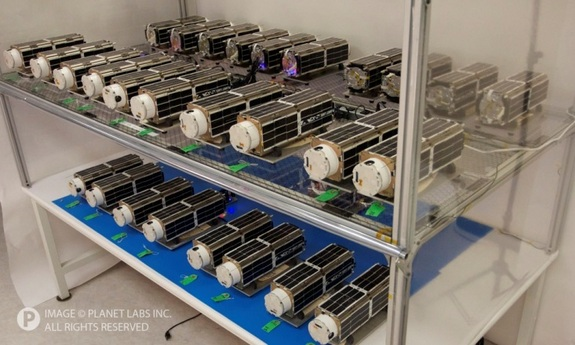 P
IMAGE © PLANET LABS INC.
ALL RIGHTS RESERVED